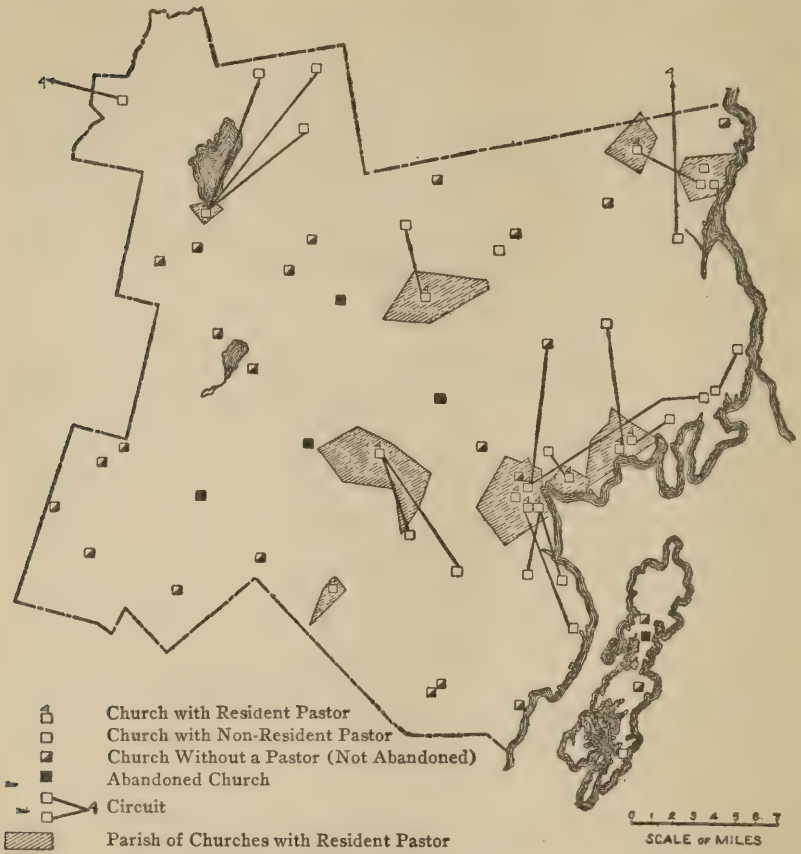 Church with Resident Pastor
Church with Non-Resident Pastor
Church Without a Pastor (Not Abandoned)
Abandoned Church
Circuit
Parish of Churches with Resident Pastor
0 1 2 3 4 5 6 7
SCALE OF MILES